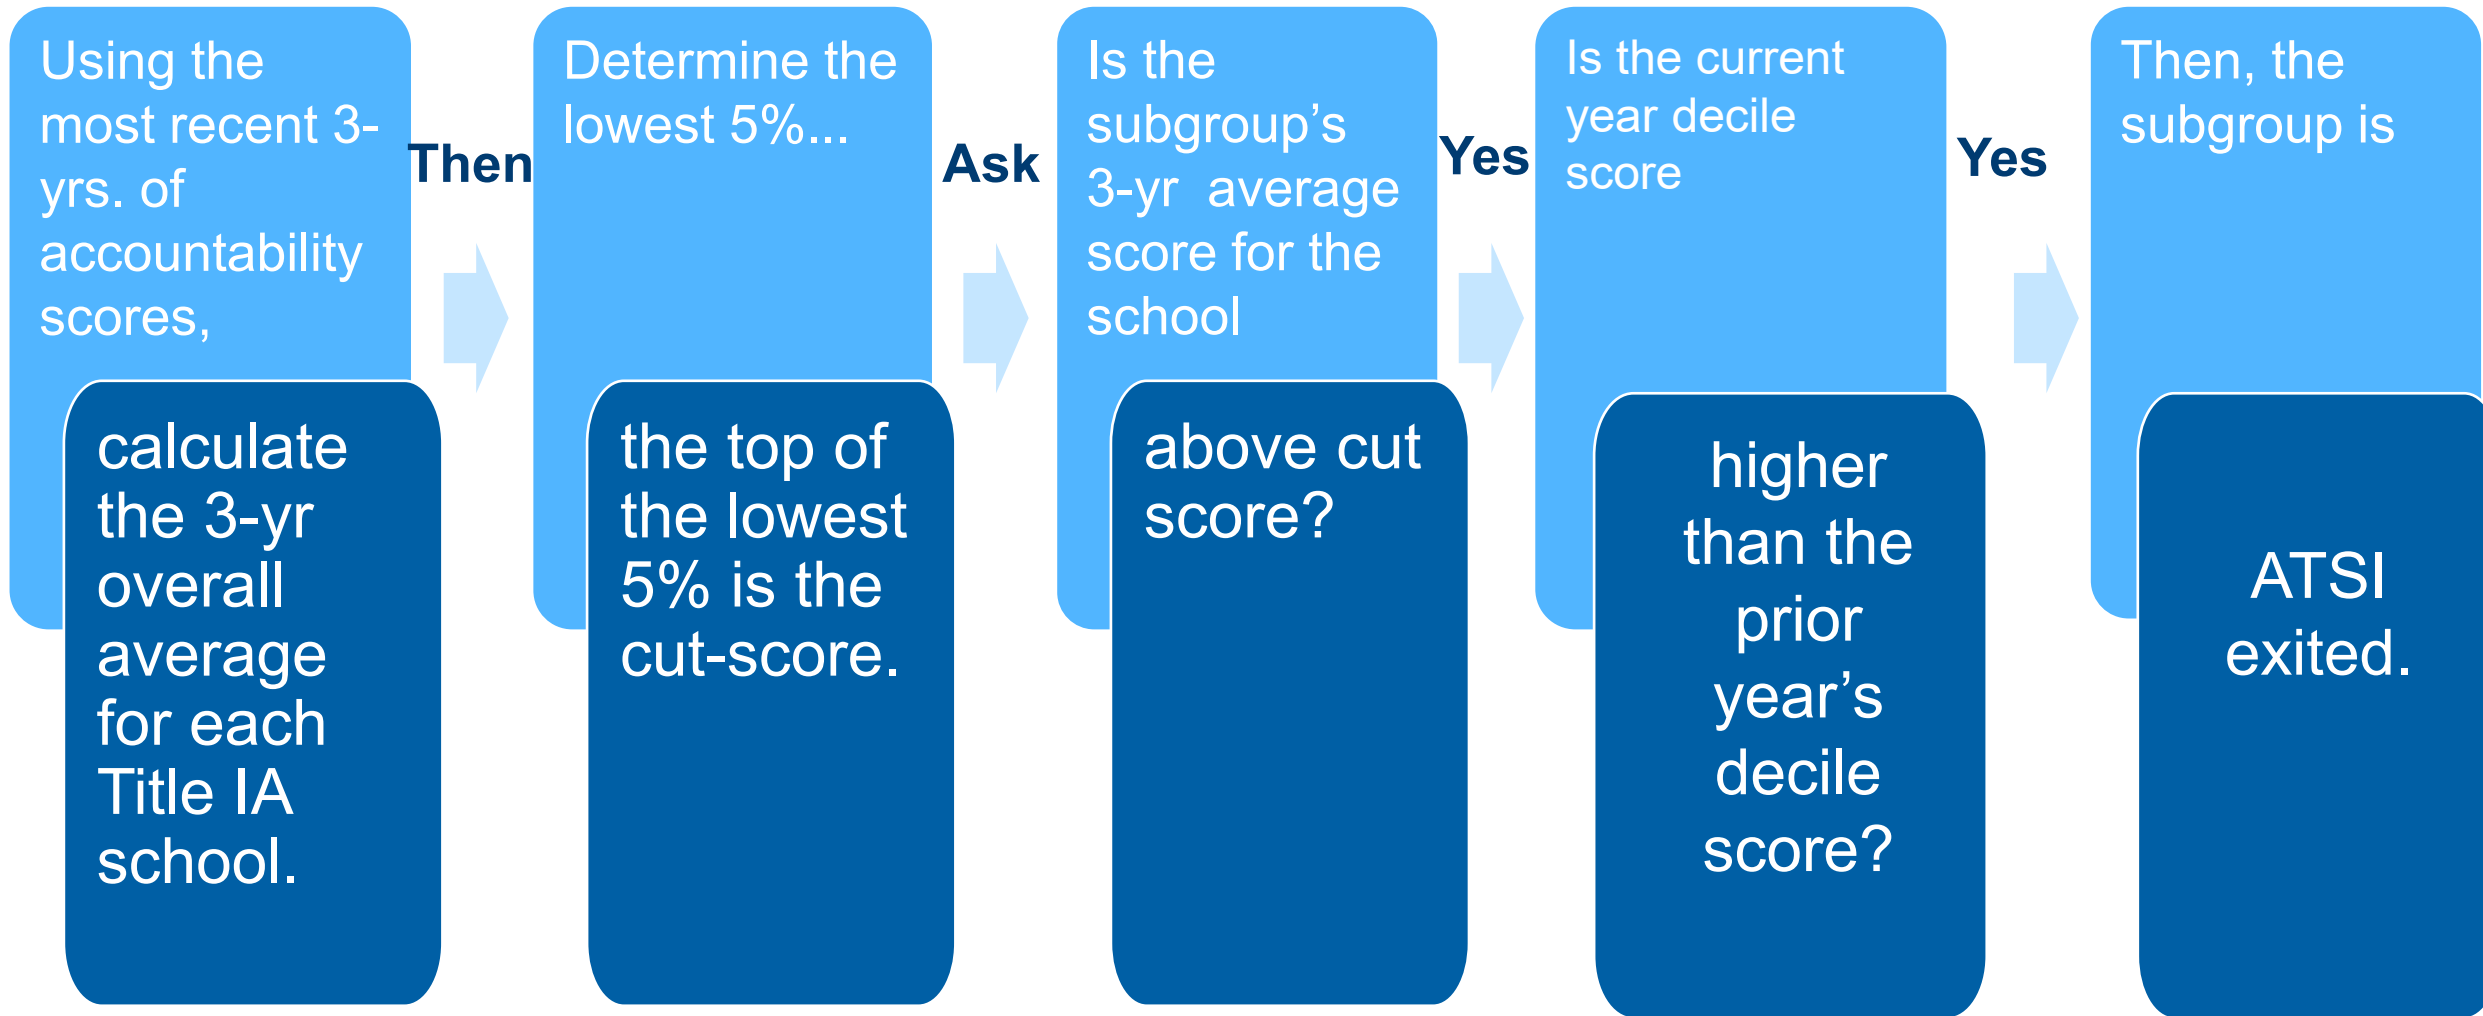 Using the
most recent 3-
yrs. of
accountability
scores,
calculate
the 3-yr
overall
average
for each
Title IA
school.
Then
Determine the
lowest 5%...
the top of
the lowest
5% is the
cut-score.
Ask
Is the
subgroup’s
3-yr  average
score for the
school
above cut
score?
Yes
Is the current
year decile
score
higher
than the
prior
year’s
decile
score?
Yes
Then, the
subgroup is
ATSI
exited.